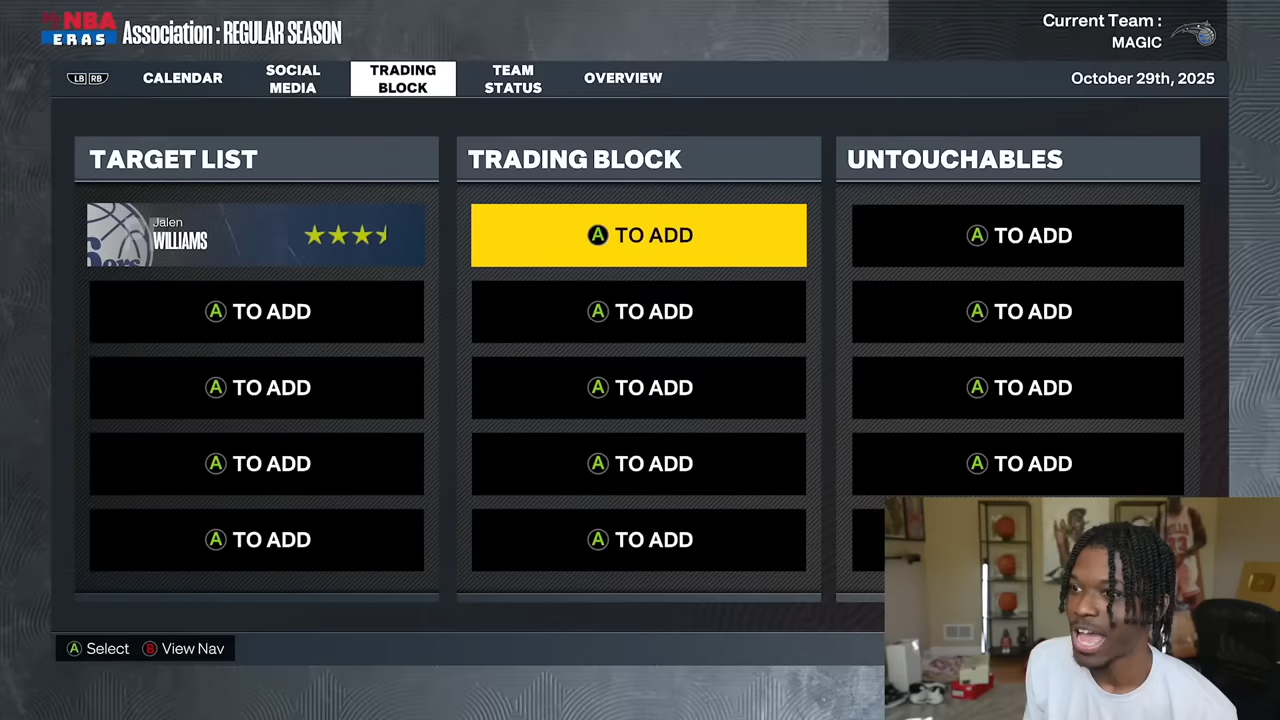 NBA
ERAS
Association : REGULAR SEASON
Current Team :
MAGIC
LB RB
CALENDAR
SOCIAL
MEDIA
TRADING
BLOCK
TEAM
STATUS
OVERVIEW
October 29th, 2025
TARGET LIST
TRADING BLOCK
UNTOUCHABLES
Jalen
WILLIAMS
A TO ADD
A TO ADD
A TO ADD
A TO ADD
A TO ADD
A TO ADD
A TO ADD
A TO ADD
A TO ADD
A TO ADD
A TO ADD
A TO ADD
A TO ADD
A Select B View Nav